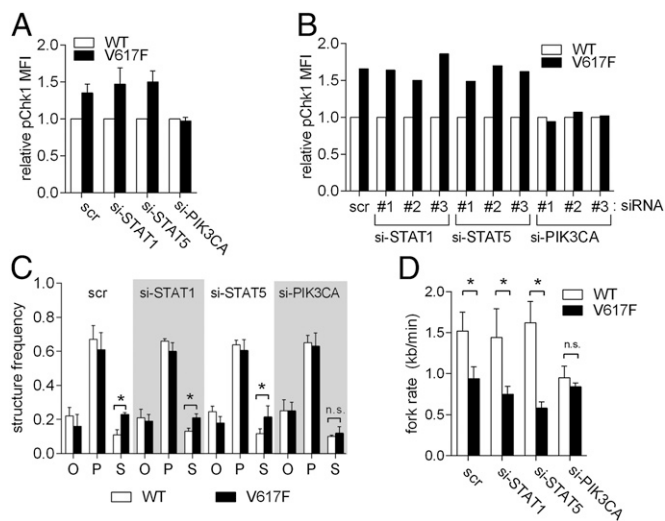 A
WT
V617F
relative pChk1 MFI
2.0
1.5
1.0
0.5
0.0
scr
si-STAT1
si-STAT5
si-PIK3CA
B
WT
V617F
relative pChk1 MFI
2.0
1.5
1.0
0.5
0.0
scr #1 #2 #3 #1 #2 #3 #1 #2 #3 : siRNA
si-STAT1 si-STAT5 si-PIK3CA
C
scr si-STAT1 si-STAT5 si-PIK3CA
structure frequency
1.0
0.8
0.6
0.4
0.2
0.0
* * * n.s.
O P S O P S O P S O P S
WT V617F
D
WT
V617F
fork rate (kb/min)
2.0
1.5
1.0
0.5
0.0
* * * n.s.
scr
si-STAT1
si-STAT5
si-PIK3CA